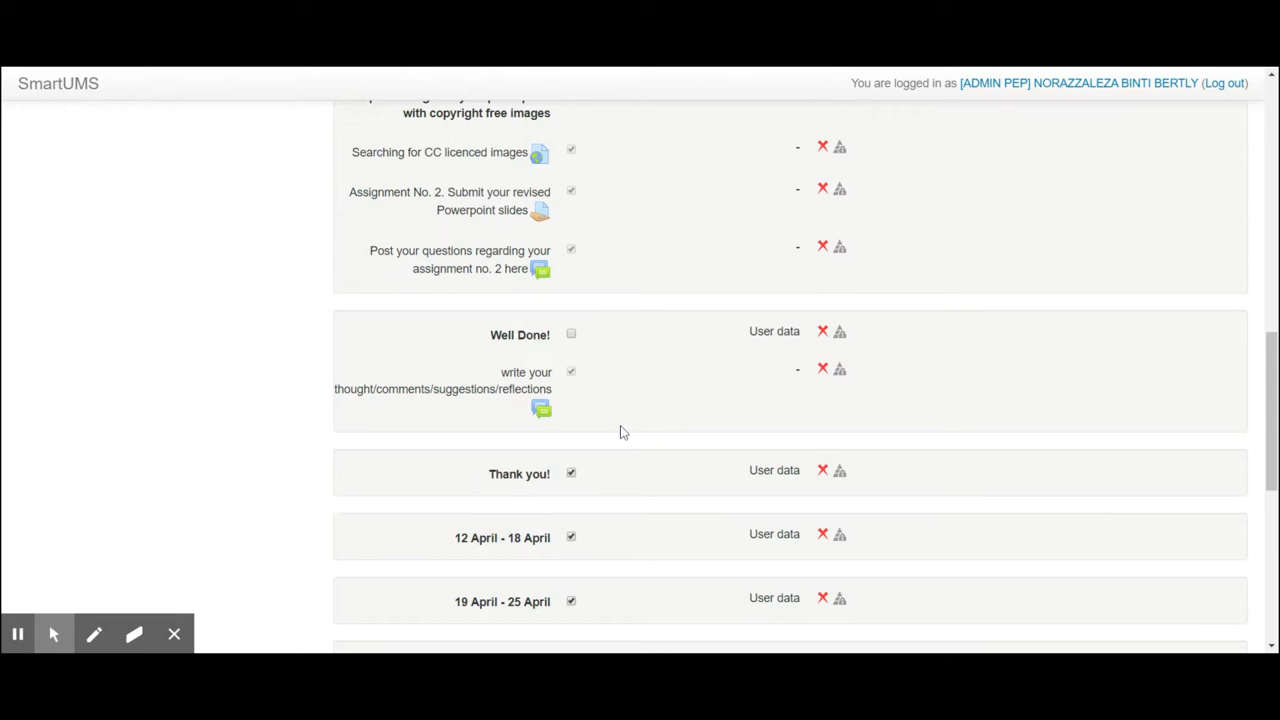 SmartUMS
You are logged in as [ADMIN PEP] NORAZZALEZA BINTI BERTLY (Log out)
with copyright free images
Searching for CC licenced images
-
Assignment No. 2. Submit your revised
Powerpoint slides
-
Post your questions regarding your
assignment no. 2 here
-
Well Done!
User data
write your
thought/comments/suggestions/reflections
-
Thank you!
User data
12 April - 18 April
User data
19 April - 25 April
User data